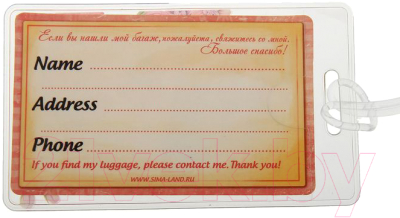 Если вы нашли мой багаж, пожалуйста, свяжитесь со мной.
Большое спасибо!
Name
Address
Phone
If you find my luggage, please contact me. Thank you!
WWW.SIMA-LAND.RU